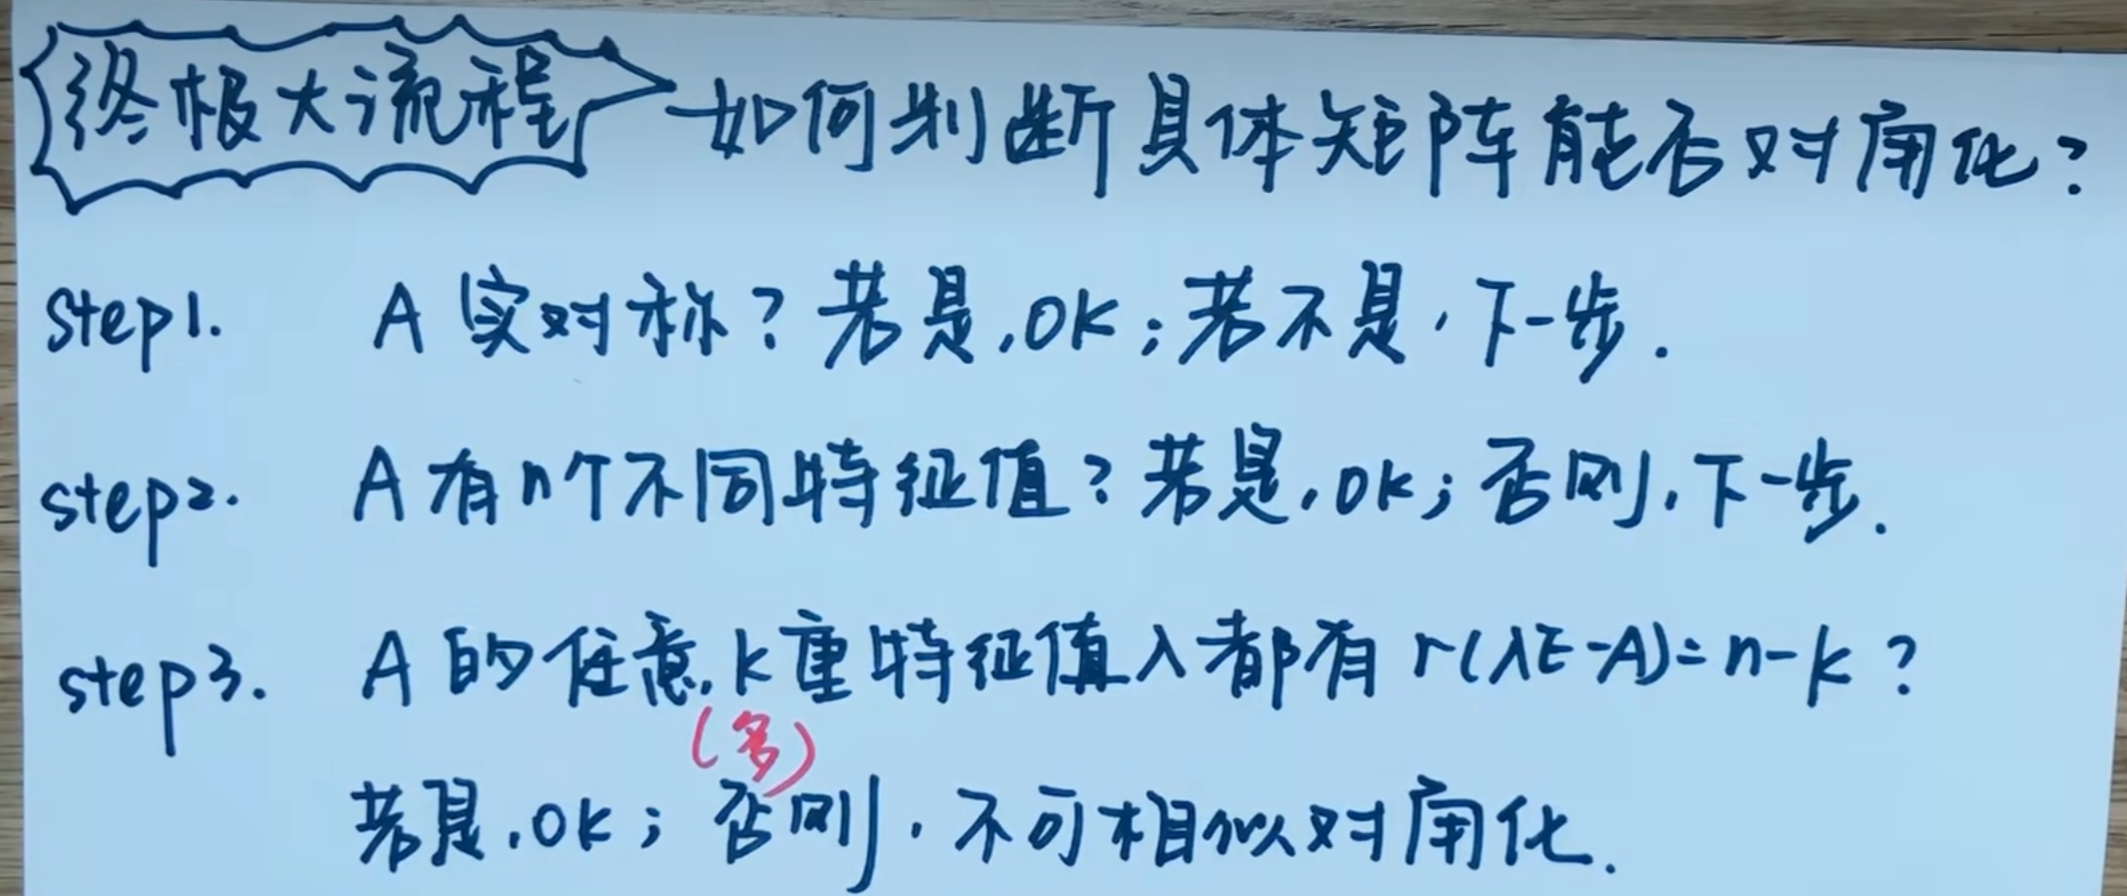 终极大流程 如何判断具体矩阵能否对角化?
step1. A 实对称? 若是,OK;若不是,下一步.
step2. A 有n个不同特征值? 若是,OK;否则,下一步.
step3. A 的任意k重特征值λ都有 r(λE-A)=n-k ?
(多)
若是,OK;否则,不可相似对角化.